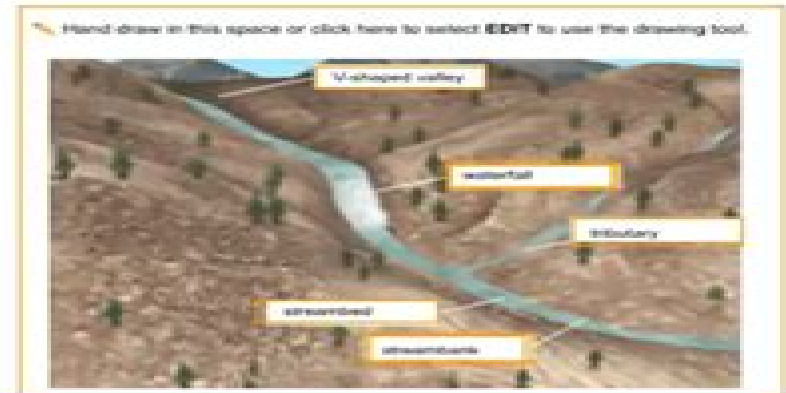 Hand draw in this space or click here to select EDIT to use the drawing tool.
V-shaped valley
waterfall
tributary
streambed
streambank